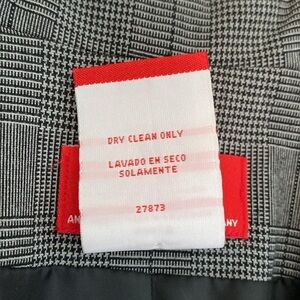 DRY CLEAN ONLY
LAVADO EN SECO
SOLAMENTE
27873